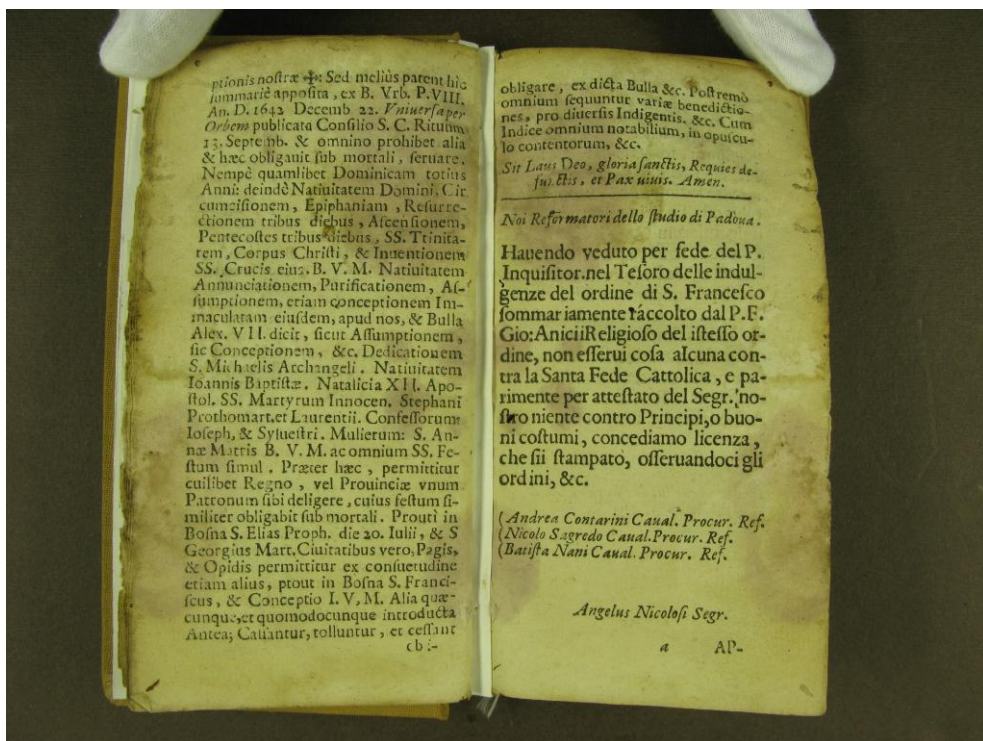 ptionis nostræ ✠: Sed meliùs patent hic
summariè apposita, ex B. Vrb. P. VIII.
An. D. 1642 Decemb 22. Vniuersa per
Orbem publicata Consilio S. C. Rituum
13. Septemb. & omnino prohibet alia
& hæc obligauit sub mortali, seruare.
Nempè quamlibet Dominicam totius
Anni: deindè Natiuitatem Domini. Cir
cumcisionem, Epiphaniam, Resurre-
ctionem tribus diebus, Ascensionem,
Pentecostes tribus diebus, SS. Trinita-
tem, Corpus Christi, & Inuentionem
SS. Crucis eius. B. V. M. Natiuitatem
Annunciationem, Purificationem, As-
sumptionem, etiam conceptionem Im-
maculatam eiusdem, apud nos, & Bulla
Alex. VII. dicit, sicut Assumptionem,
sic Conceptionem, &c. Dedicationem
S. Michaelis Archangeli. Natiuitatem
Ioannis Baptistæ. Natalicia XII. Apo-
stol. SS. Martyrum Innocen. Stephani
Prothomart. et Laurentii. Confessorum:
Ioseph, & Syluestri. Mulierum: S. An-
næ Matris B. V. M. ac omnium SS. Fe-
stum simul. Præter hæc, permittitur
cuilibet Regno, vel Prouinciæ vnum
Patronum sibi deligere, cuius festum si-
militer obligabit sub mortali. Prouti in
Bosna S. Elias Proph. die 20. Iulii, & S
Georgius Mart. Ciuitatibus vero, Pagis,
& Opidis permittitur ex consuetudine
etiam alius, prout in Bosna S. Franci-
scus, & Conceptio I. V. M. Alia quæ-
cunque, et quomodocunque introducta
Antea; Cassantur, tolluntur, et cessant
cb:-
obligare, ex dicta Bulla &c. Postremò
omnium sequuntur variæ benedictio-
nes, pro diuersis Indigentis. &c. Cum
Indice omnium notabilium, in opuscu-
lo contentorum, &c.
Sit Laus Deo, gloria sanctis, Requies de-
functis, et Pax uiuis. Amen.
Noi Reformatori dello studio di Padoua.
Hauendo veduto per fede del P.
Inquisitor. nel Tesoro delle indul-
genze del ordine di S. Francesco
sommariamente ráccolto dal P. F.
Gio: Anicii Religioso del istesso or-
dine, non esserui cosa alcuna con-
tra la Santa Fede Cattolica, e pa-
rimente per attestato del Segr. no-
stro niente contro Principi, o buo-
ni costumi, concediamo licenza,
che sii stampato, osseruandoci gli
ordini, &c.
(Andrea Contarini Caual. Procur. Ref.
(Nicolo Sagredo Caual. Procur. Ref.
(Batista Nani Caual. Procur. Ref.
Angelus Nicolosi Segr.
a AP-